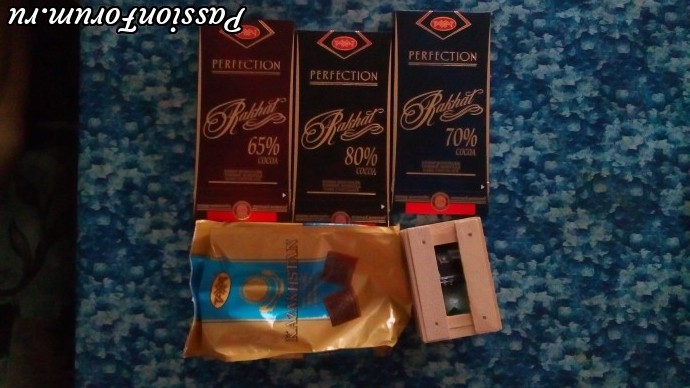 PassionForum.ru
PERFECTION
Rakhat
65%
COCOA
PERFECTION
Rakhat
80%
COCOA
PERFECTION
Rakhat
70%
COCOA
KAZAKHSTAN